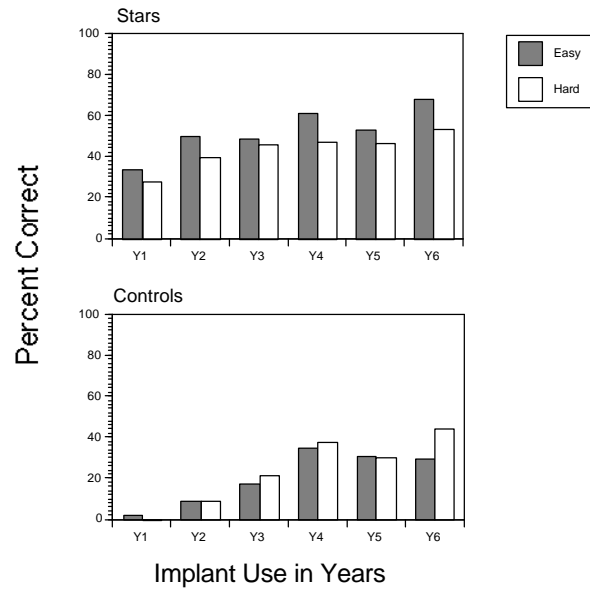 Stars
100
80
60
40
20
0
Y1 Y2 Y3 Y4 Y5 Y6
Easy
Hard
Percent Correct
Controls
100
80
60
40
20
0
Y1 Y2 Y3 Y4 Y5 Y6
Implant Use in Years